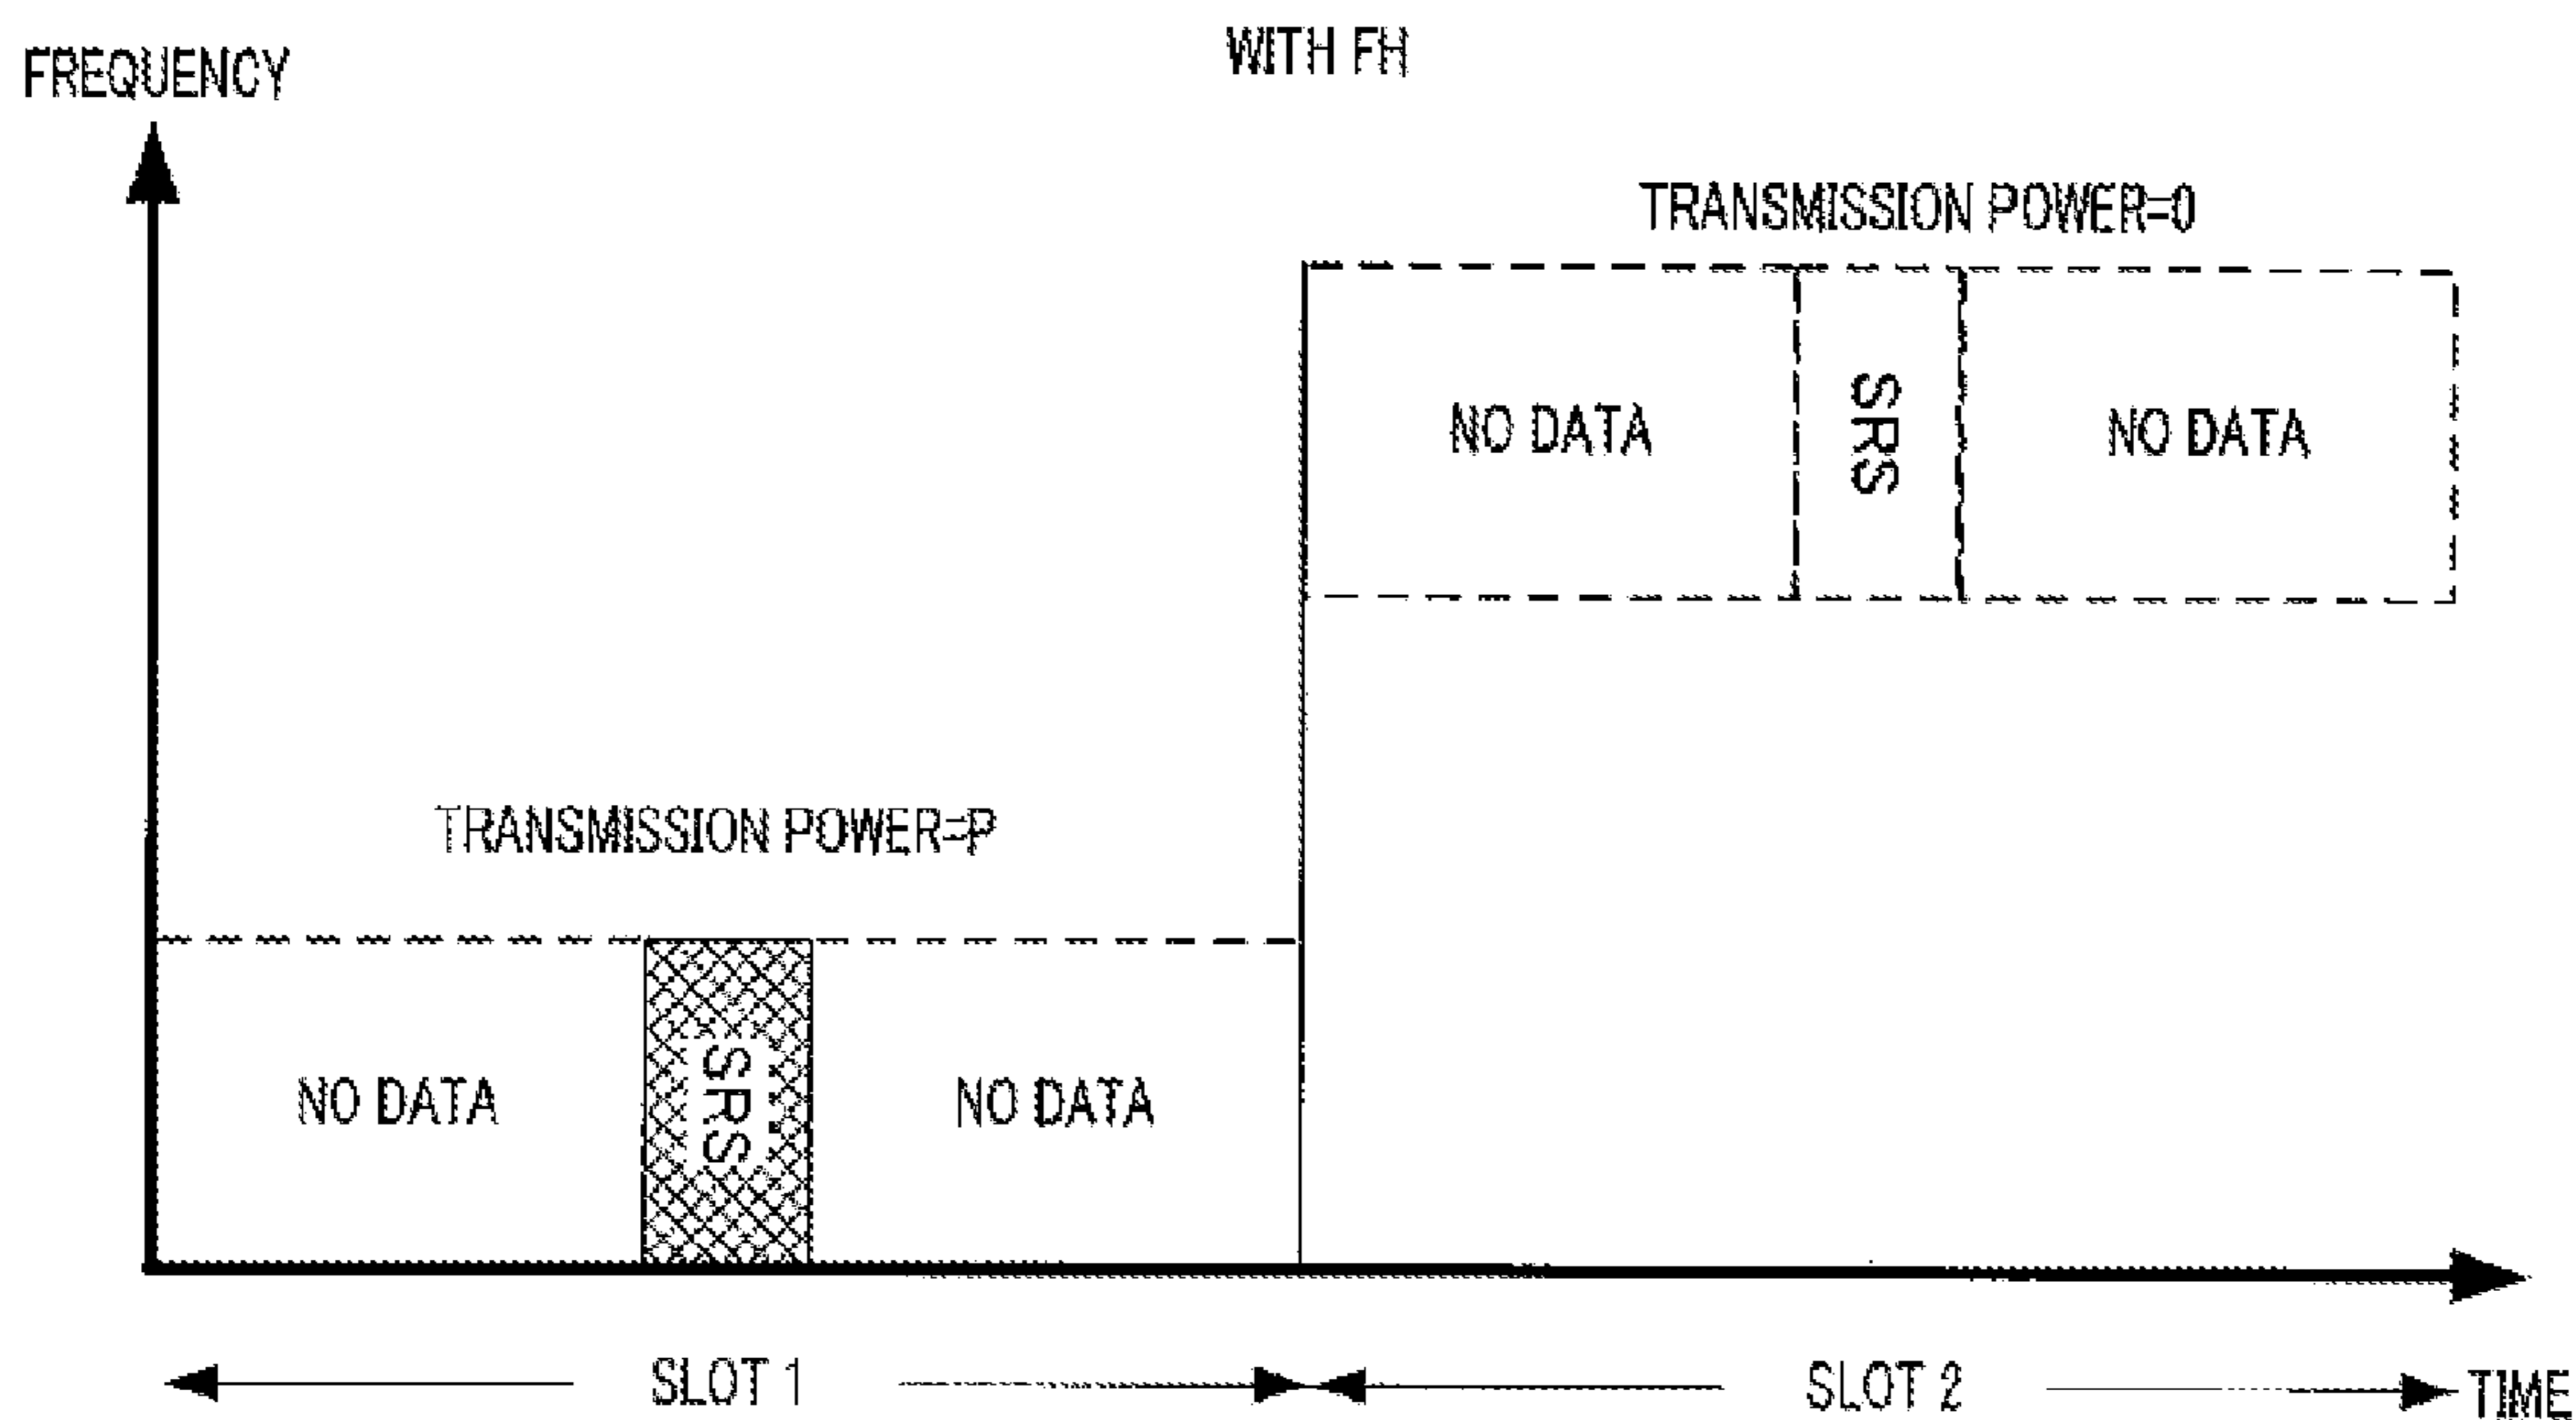 WITH FH
FREQUENCY
TRANSMISSION POWER=0
NO DATA
SRS
NO DATA
TRANSMISSION POWER=P
NO DATA
SRS
NO DATA
SLOT 1
SLOT 2
TIME